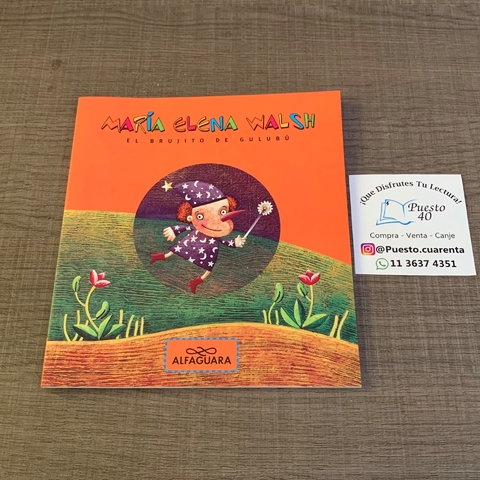 MARÍA ELENA WALSH
EL BRUJITO DE GULUBÚ
ALFAGUARA
¡Que Disfrutes Tu Lectura!
Puesto
40
Compra - Venta - Canje
@Puesto.cuarenta
11 3637 4351